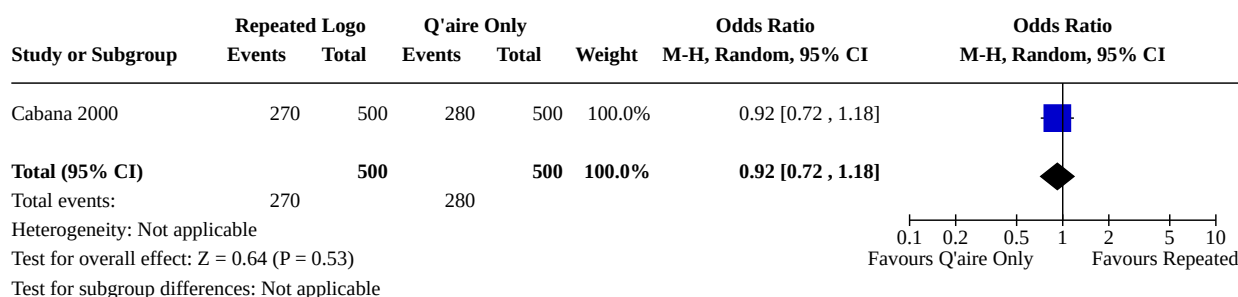 Repeated Logo Q'aire Only Odds Ratio Odds Ratio
Study or Subgroup Events Total Events Total Weight M-H, Random, 95% CI M-H, Random, 95% CI
Cabana 2000 270 500 280 500 100.0% 0.92 [0.72 , 1.18]
Total (95% CI) 500 500 100.0% 0.92 [0.72 , 1.18]
Total events: 270 280
Heterogeneity: Not applicable
0.1 0.2 0.5 1 2 5 10
Test for overall effect: Z = 0.64 (P = 0.53) Favours Q'aire Only Favours Repeated
Test for subgroup differences: Not applicable